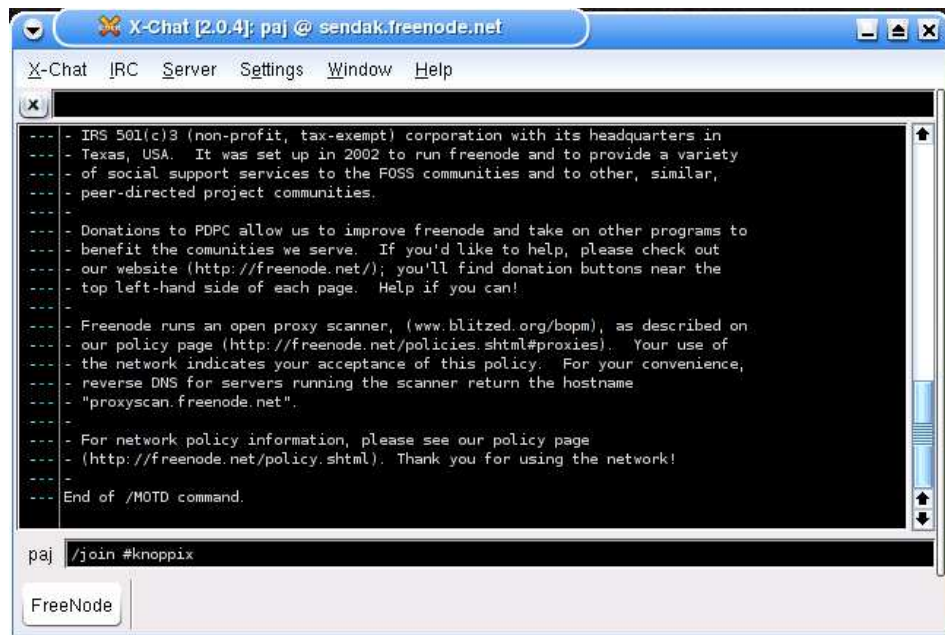 X-Chat [2.0.4]: paj @ sendak.freenode.net
X-Chat IRC Server Settings Window Help
x
--- - IRS 501(c)3 (non-profit, tax-exempt) corporation with its headquarters in
--- - Texas, USA. It was set up in 2002 to run freenode and to provide a variety
--- - of social support services to the FOSS communities and to other, similar,
--- - peer-directed project communities.
--- -
--- - Donations to PDPC allow us to improve freenode and take on other programs to
--- - benefit the comunities we serve. If you'd like to help, please check out
--- - our website (http://freenode.net/); you'll find donation buttons near the
--- - top left-hand side of each page. Help if you can!
--- -
--- - Freenode runs an open proxy scanner, (www.blitzed.org/bopm), as described on
--- - our policy page (http://freenode.net/policies.shtml#proxies). Your use of
--- - the network indicates your acceptance of this policy. For your convenience,
--- - reverse DNS for servers running the scanner return the hostname
--- - "proxyscan.freenode.net".
--- -
--- - For network policy information, please see our policy page
--- - (http://freenode.net/policy.shtml). Thank you for using the network!
--- -
--- End of /MOTD command.
paj /join #knoppix
FreeNode